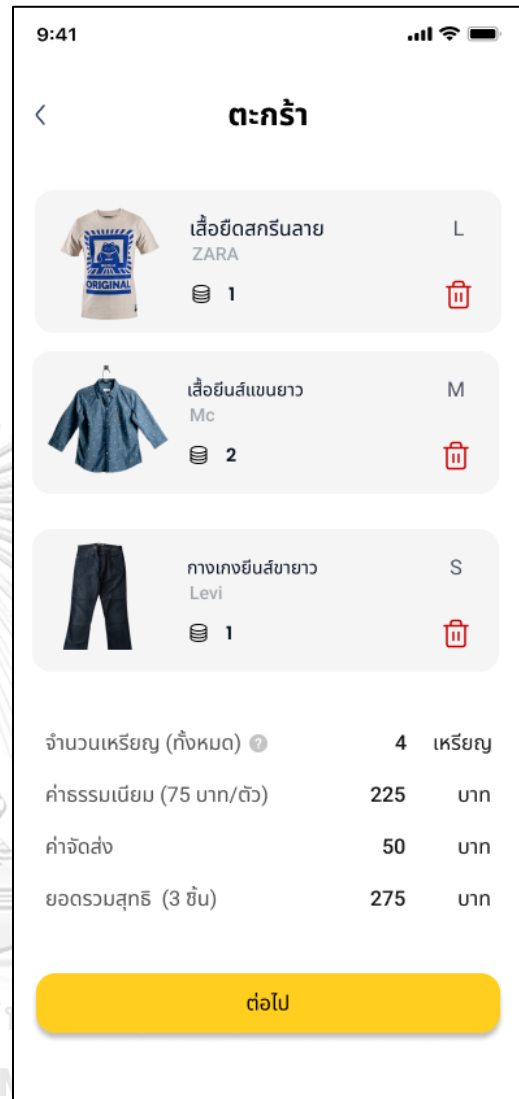 9:41
ตะกร้า
เสื้อยืดสกรีนลาย L
ZARA
1
ORIGINAL
เสื้อยีนส์แขนยาว M
Mc
2
กางเกงยีนส์ขายาว S
Levi
1
จำนวนเหรียญ (ทั้งหมด) ? 4 เหรียญ
ค่าธรรมเนียม (75 บาท/ตัว) 225 บาท
ค่าจัดส่ง 50 บาท
ยอดรวมสุทธิ (3 ชิ้น) 275 บาท
ต่อไป